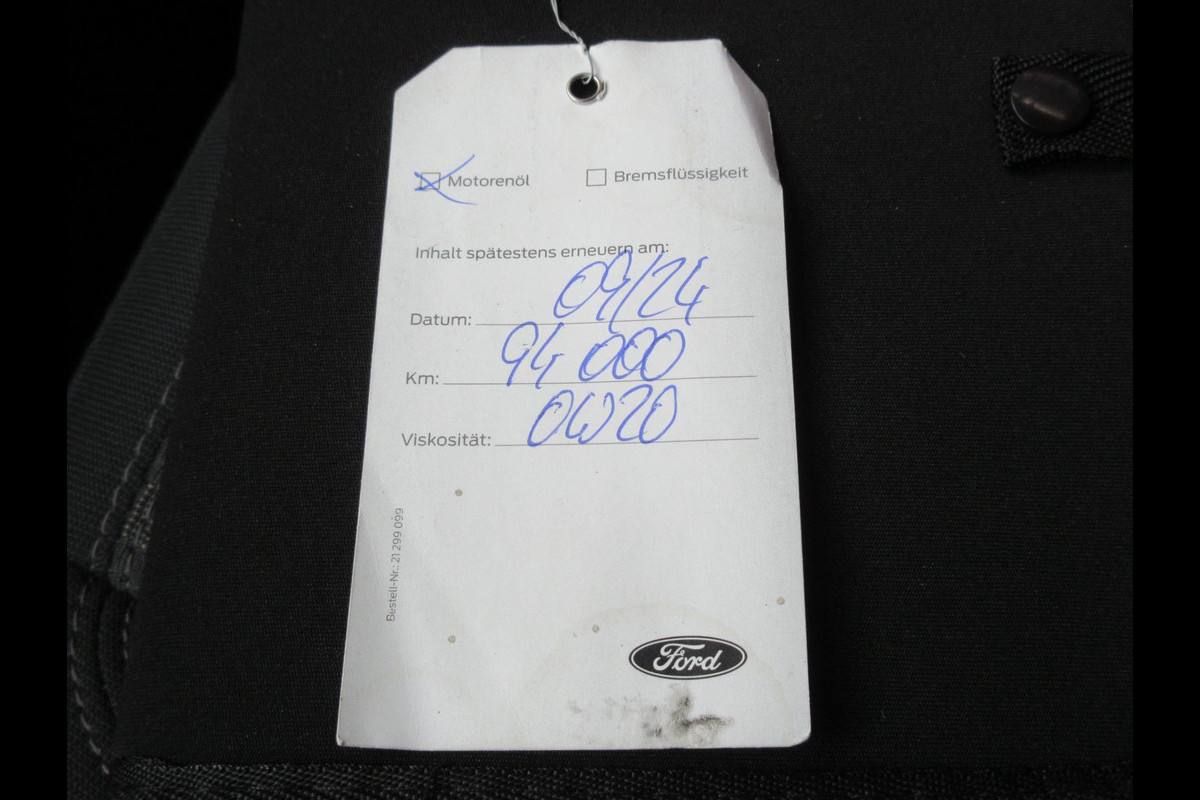 Motorenöl Bremsflüssigkeit
Inhalt spätestens erneuern am:
Datum: 09/24
Km: 94 000
Viskosität: 0W20
Bestell-Nr.: 21 299 099
Ford